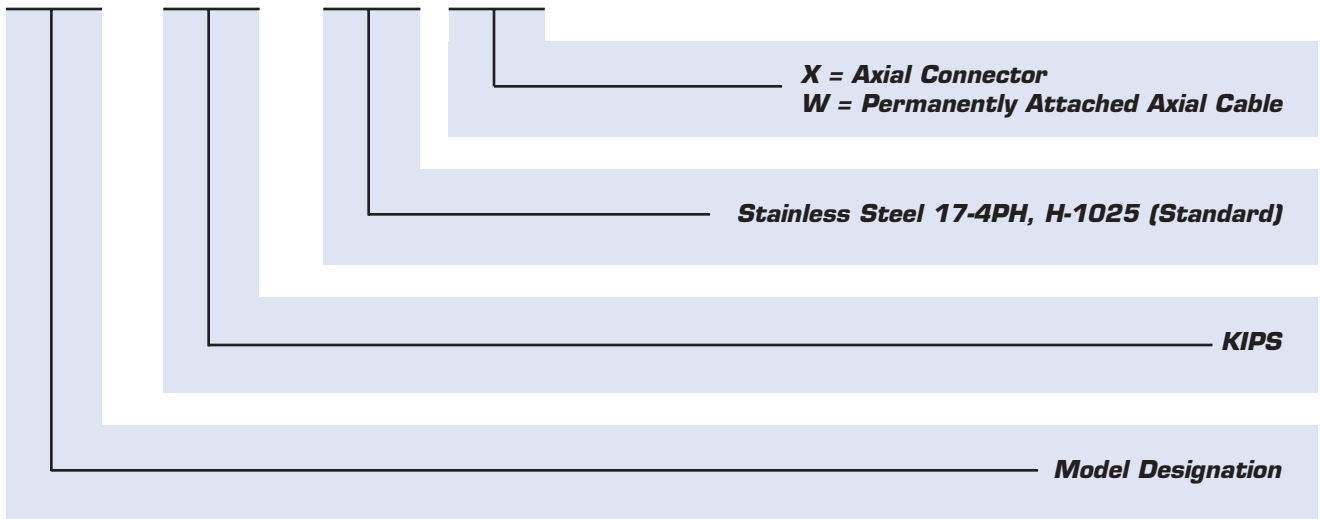 X = Axial Connector
W = Permanently Attached Axial Cable
Stainless Steel 17-4PH, H-1025 (Standard)
KIPS
Model Designation